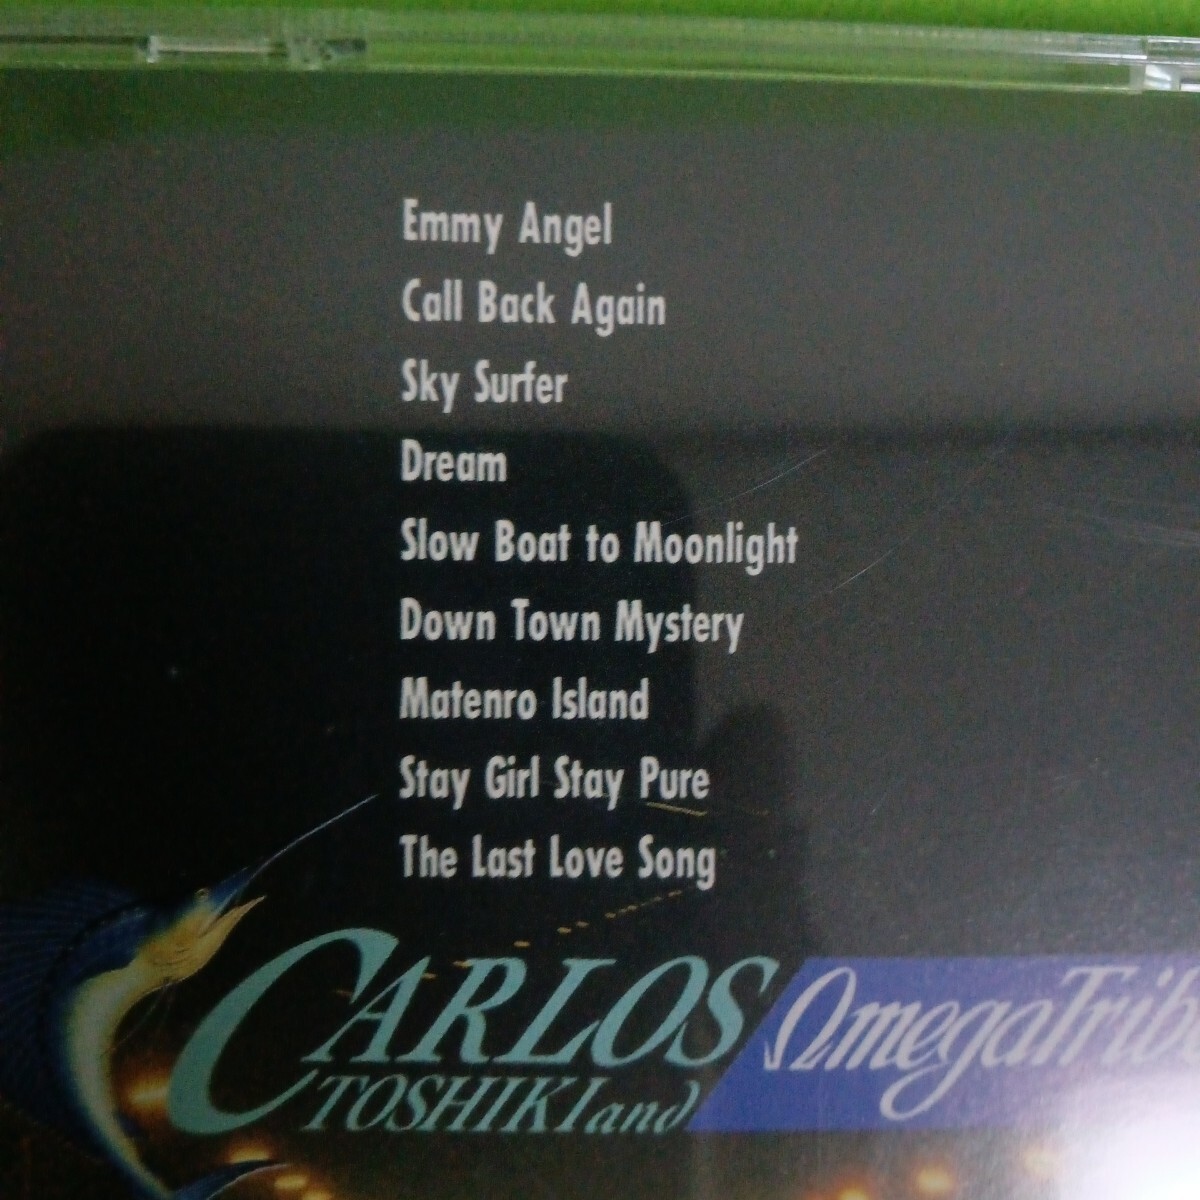 Emmy Angel
Call Back Again
Sky Surfer
Dream
Slow Boat to Moonlight
Down Town Mystery
Matenro Island
Stay Girl Stay Pure
The Last Love Song
CARLOS ΩmegaTrib
TOSHIKI and